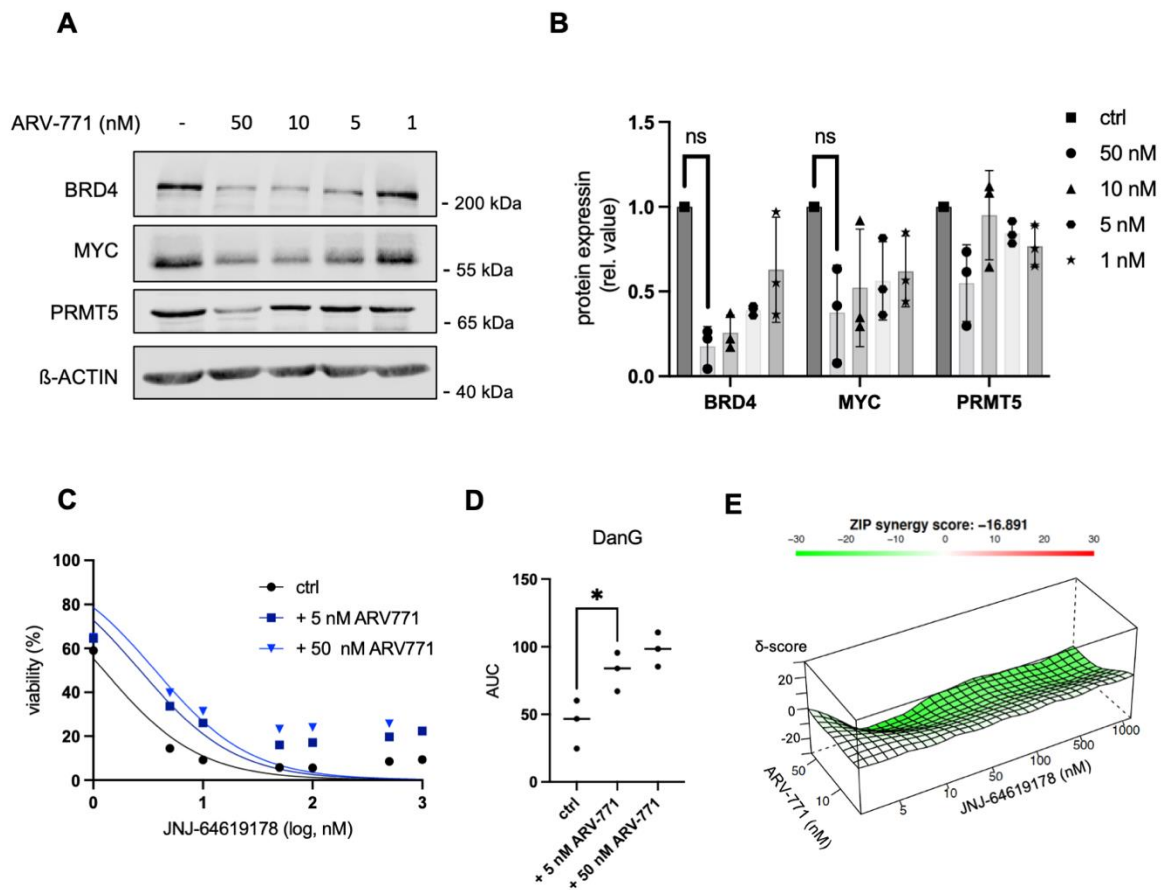 A
ARV-771 (nM) - 50 10 5 1
BRD4
- 200 kDa
MYC
- 55 kDa
PRMT5
- 65 kDa
ß-ACTIN
- 40 kDa
B
protein expressin
(rel. value)
1.5
1.0
0.5
0.0
ns
ns
BRD4 MYC PRMT5
ctrl
50 nM
10 nM
5 nM
1 nM
C
viability (%)
100
80
60
40
20
0
0 1 2 3
JNJ-64619178 (log, nM)
ctrl
+ 5 nM ARV771
+ 50 nM ARV771
D
DanG
AUC
150
100
50
0
*
ctrl
+ 5 nM ARV-771
+ 50 nM ARV-771
E
ZIP synergy score: −16.891
−30 −20 −10 0 10 20 30
δ-score
20
10
0
−10
−20
50
10
ARV-771 (nM)
5 10 50 100 500 1000
JNJ-64619178 (nM)